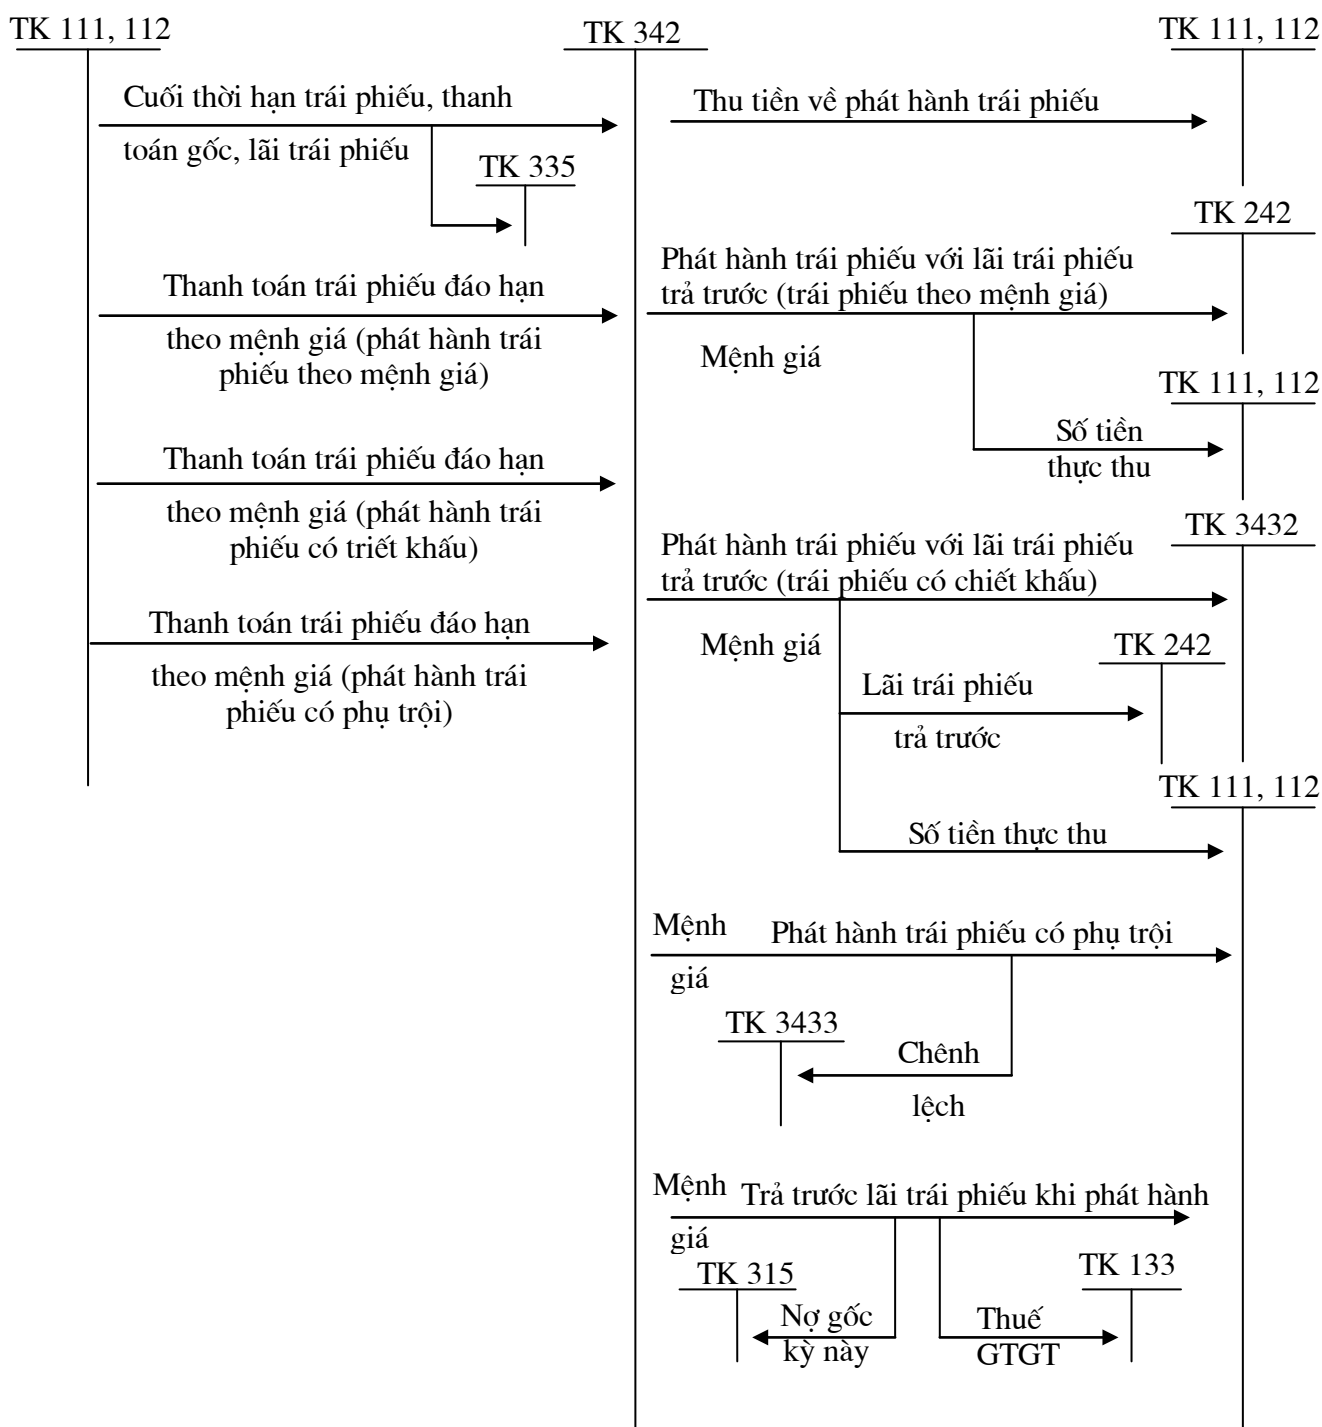 TK 111, 112
TK 342
TK 111, 112
Cuối thời hạn trái phiếu, thanh
toán gốc, lãi trái phiếu
TK 335
Thu tiền về phát hành trái phiếu
TK 242
Thanh toán trái phiếu đáo hạn
theo mệnh giá (phát hành trái
phiếu theo mệnh giá)
Phát hành trái phiếu với lãi trái phiếu
trả trước (trái phiếu theo mệnh giá)
Mệnh giá
TK 111, 112
Số tiền
thực thu
Thanh toán trái phiếu đáo hạn
theo mệnh giá (phát hành trái
phiếu có triết khấu)
TK 3432
Phát hành trái phiếu với lãi trái phiếu
trả trước (trái phiếu có chiết khấu)
Mệnh giá
TK 242
Lãi trái phiếu
trả trước
Thanh toán trái phiếu đáo hạn
theo mệnh giá (phát hành trái
phiếu có phụ trội)
TK 111, 112
Số tiền thực thu
Mệnh
giá
Phát hành trái phiếu có phụ trội
TK 3433
Chênh
lệch
Mệnh
giá
Trả trước lãi trái phiếu khi phát hành
TK 315
Nợ gốc
kỳ này
TK 133
Thuế
GTGT